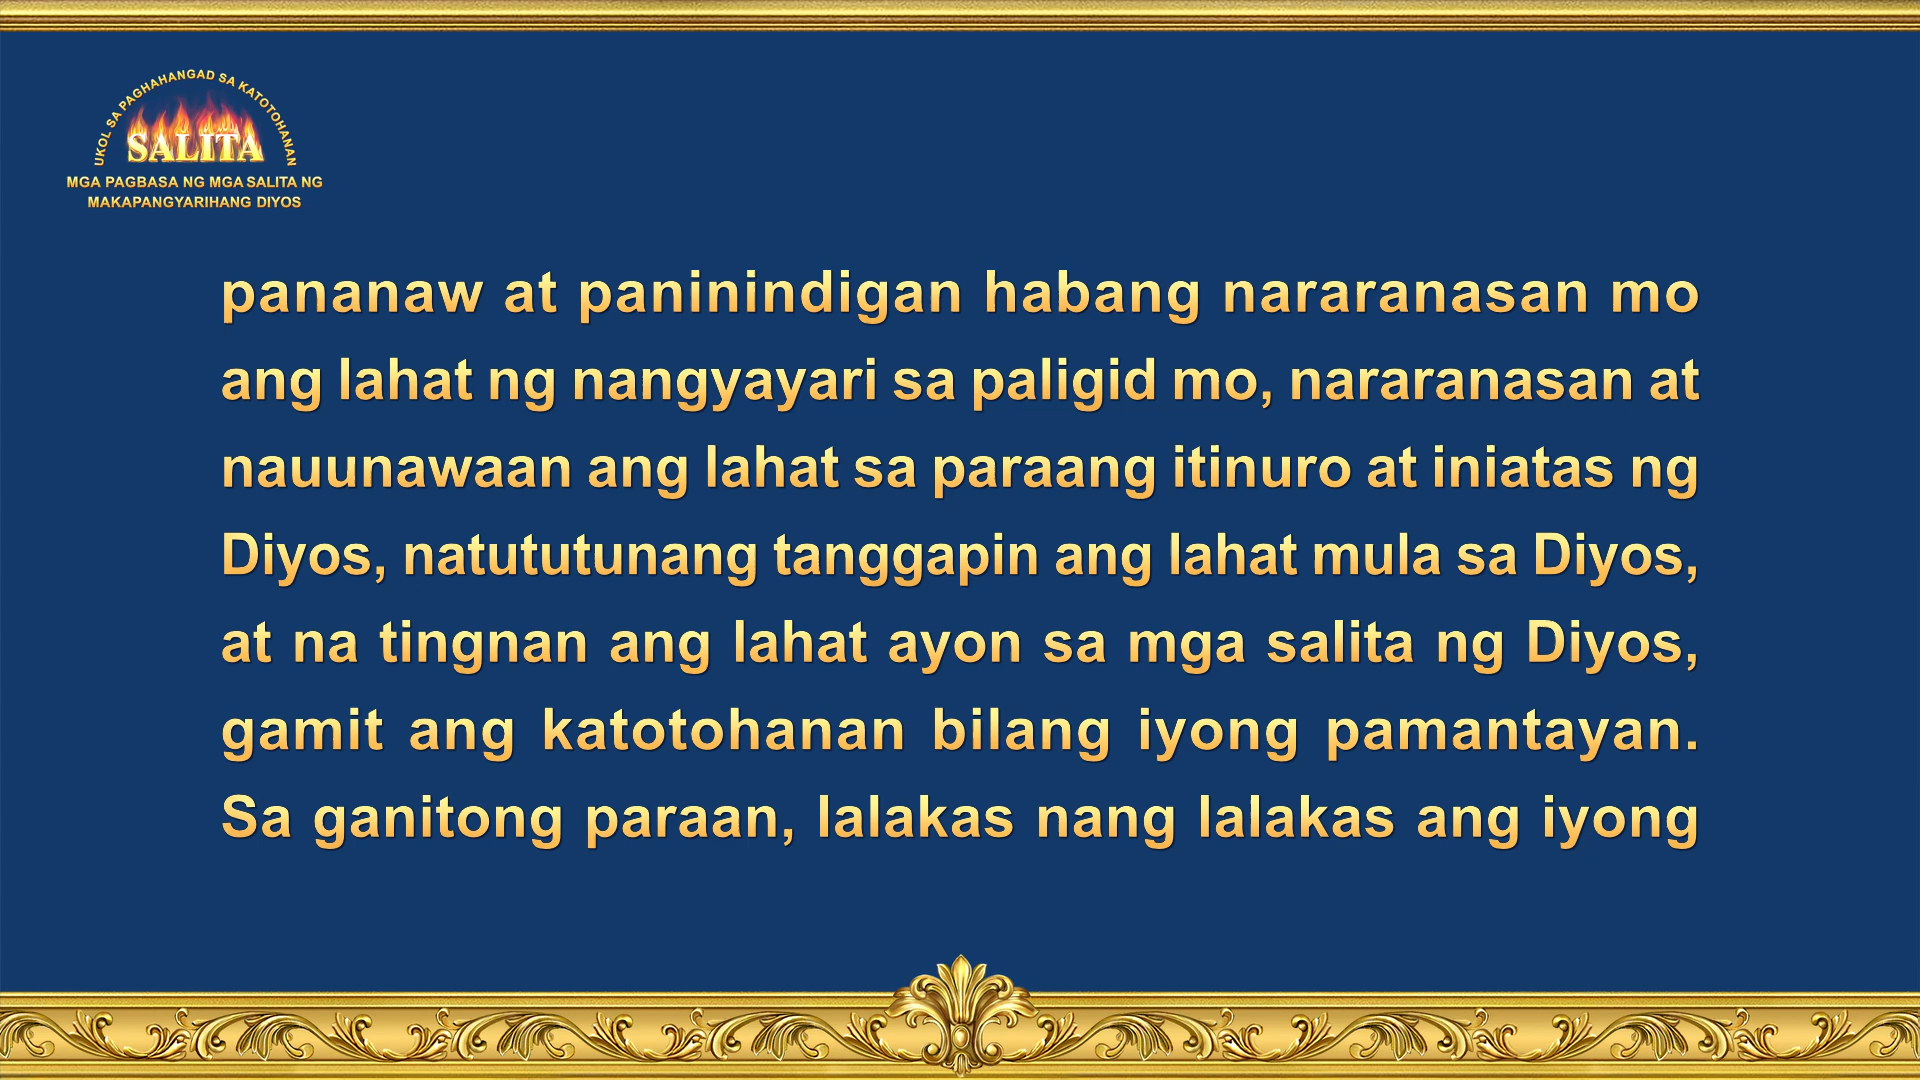 UKOL SA PAGHAHANGAD SA KATOTOHANAN
SALITA
MGA PAGBASA NG MGA SALITA NG
MAKAPANGYARIHANG DIYOS
pananaw at paninindigan habang nararanasan mo
ang lahat ng nangyayari sa paligid mo, nararanasan at
nauunawaan ang lahat sa paraang itinuro at iniatas ng
Diyos, natututunang tanggapin ang lahat mula sa Diyos,
at na tingnan ang lahat ayon sa mga salita ng Diyos,
gamit ang katotohanan bilang iyong pamantayan.
Sa ganitong paraan, lalakas nang lalakas ang iyong